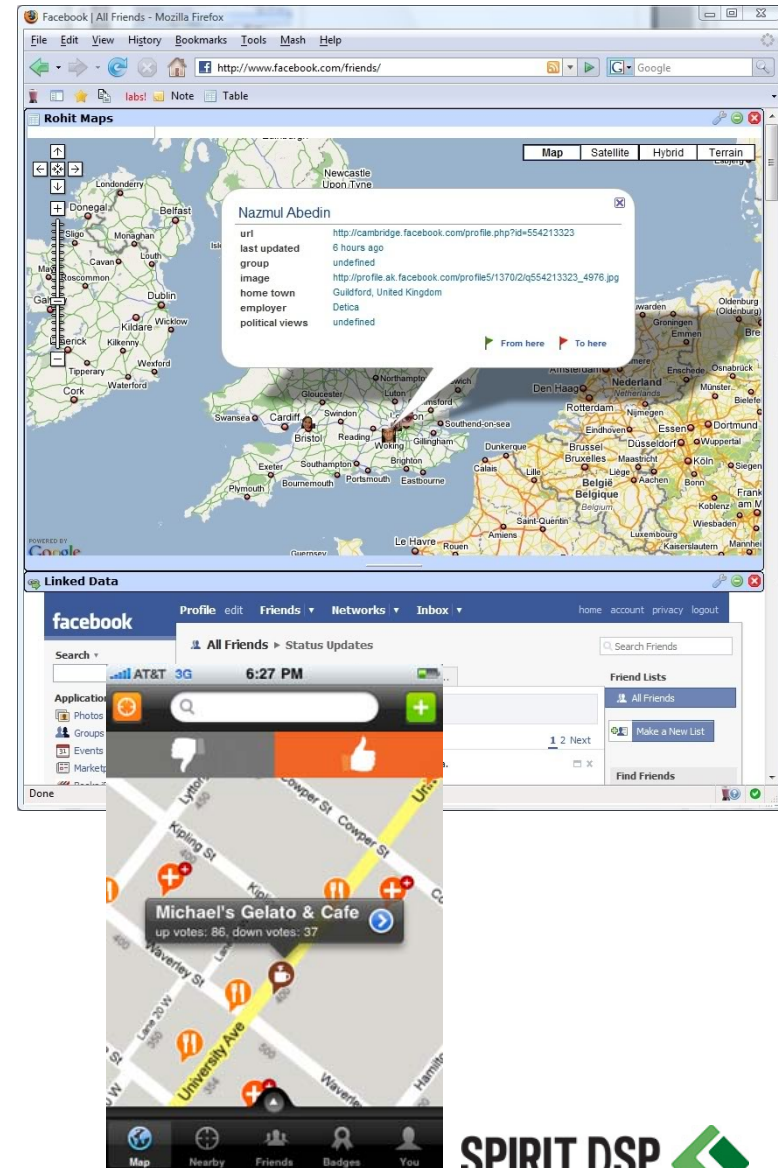 Facebook | All Friends - Mozilla Firefox
File Edit View History Bookmarks Tools Mash Help
http://www.facebook.com/friends/ Google
labs! Note Table
Rohit Maps
Map Satellite Hybrid Terrain
Newcastle
Upon Tyne
Londonderry
Donegal
Belfast
Sligo
Monaghan
Cavan
Louth
Roscommon
Dublin
Kildare
Wicklow
Kilkenny
Tipperary
Wexford
Waterford
Cork
Nazmul Abedin
url http://cambridge.facebook.com/profile.php?id=554213323
last updated 6 hours ago
group undefined
image http://profile.ak.facebook.com/profile5/1370/2/q554213323_4976.jpg
home town Guildford, United Kingdom
employer Detica
political views undefined
From here To here
Oldenburg
(Oldenburg)
Groningen
Emmen
Enschede
Osnabrück
Den Haag
Nederland
Netherlands
Münster
Rotterdam
Nijmegen
Gloucester
Luton
Swansea
Cardiff
Swindon
Southend-on-sea
Eindhoven
Essen
Dortmund
Bristol
Reading
Woking
Gillingham
Dunkerque
Brussel
Düsseldorf
Wuppertal
Exeter
Southampton
Brighton
Calais
Bruxelles
Maastricht
Köln
Siegen
Plymouth
Bournemouth
Portsmouth
Eastbourne
Lille
Liège
Aachen
Bonn
België
Belgique
Belgium
Koblenz
Saint-Quentin
Wiesbaden
Amiens
Luxembourg
Le Havre
Rouen
Kaiserslautern
Guernsey
POWERED BY
Google
Linked Data
facebook
Profile edit Friends Networks Inbox home account privacy logout
Search
All Friends Status Updates
Search Friends
Friend Lists
All Friends
Make a New List
Photos
Groups
Events
1 2 Next
Find Friends
Done
AT&T 3G 6:27 PM
Lytton
Cowper St Cowper St
Kipling St
Michael's Gelato & Cafe
up votes: 86, down votes: 37
Waverley St
Lane 20 W
University Ave
Map Nearby Friends Badges You
SPIRIT DSP